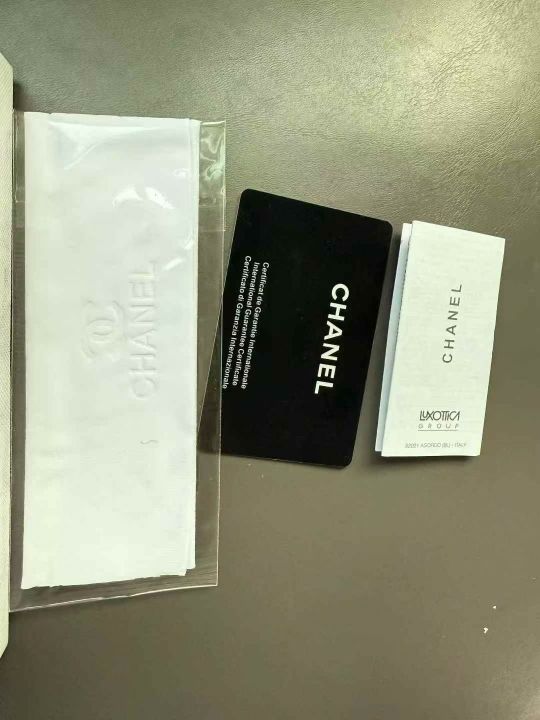 CHANEL
CHANEL
Certificat de Garantie Internationale
International Guarantee Certificate
Certificato di Garanzia Internazionale
CHANEL
LUXOTTICA
GROUP
32021 AGORDO (BL) - ITALY